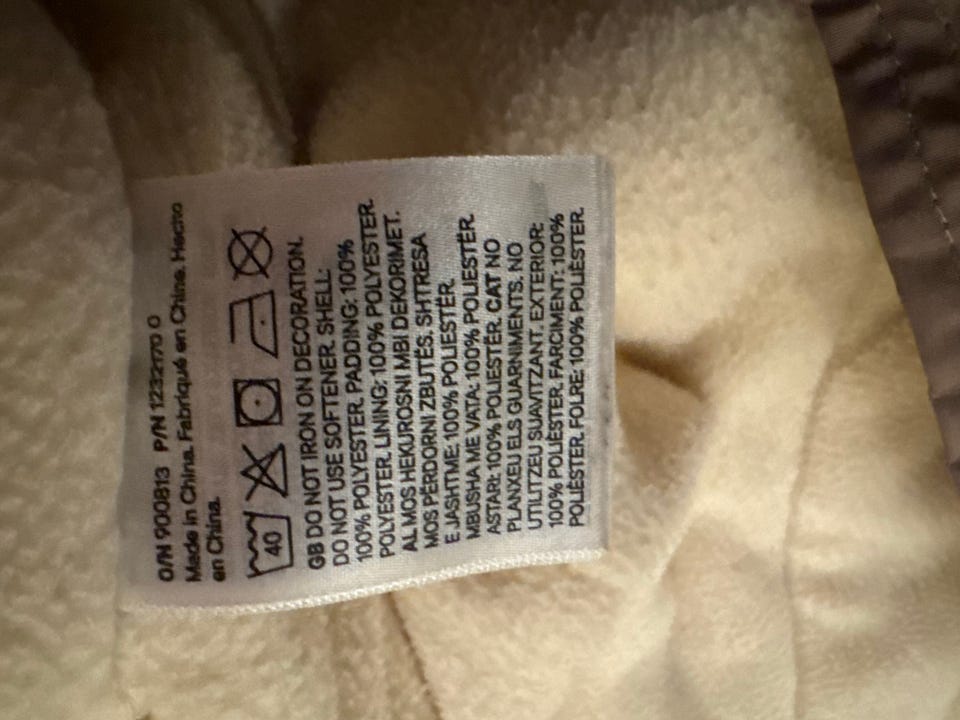 O/N 900813 P/N 1232170 O
Made in China. Fabriqué en Chine. Hecho
en China.
40
GB DO NOT IRON ON DECORATION.
DO NOT USE SOFTENER. SHELL:
100% POLYESTER. PADDING: 100%
POLYESTER. LINING: 100% POLYESTER.
AL MOS HEKUROSNI MBI DEKORIMET.
MOS PËRDORNI ZBUTËS. SHTRESA
E JASHTME: 100% POLIESTËR.
MBUSHA ME VATA: 100% POLIESTËR.
ASTARI: 100% POLIESTËR. CAT NO
PLANXEU ELS GUARNIMENTS. NO
UTILITZEU SUAVITZANT. EXTERIOR:
100% POLIÈSTER. FARCIMENT: 100%
POLIÈSTER. FOLRE: 100% POLIÈSTER.